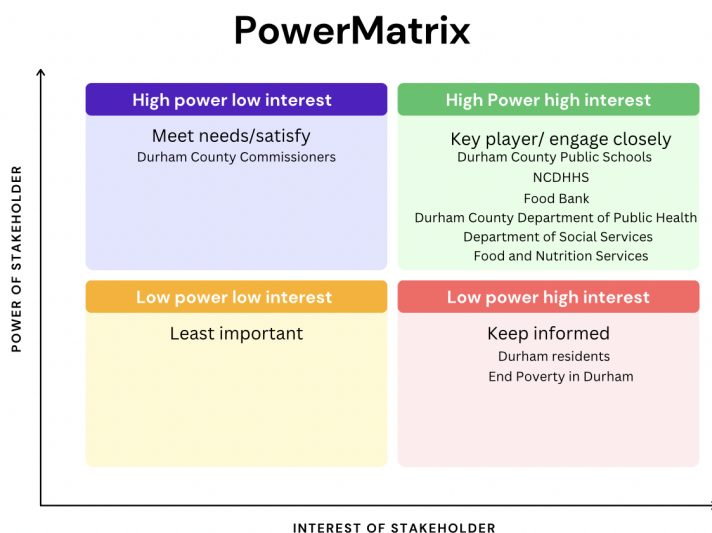 PowerMatrix
POWER OF STAKEHOLDER
High power low interest
Meet needs/satisfy
Durham County Commissioners
High Power high interest
Key player/ engage closely
Durham County Public Schools
NCDHHS
Food Bank
Durham County Department of Public Health
Department of Social Services
Food and Nutrition Services
Low power low interest
Least important
Low power high interest
Keep informed
Durham residents
End Poverty in Durham
INTEREST OF STAKEHOLDER